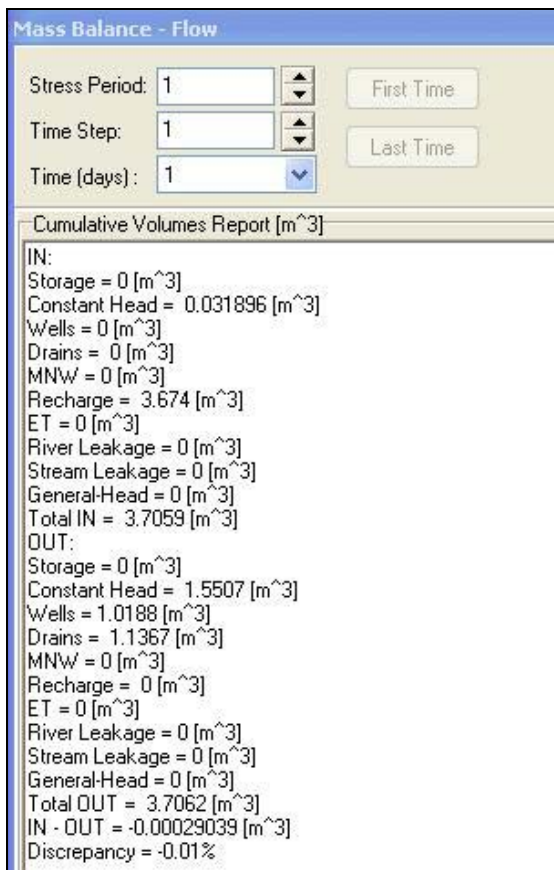 Mass Balance - Flow
Stress Period: 1
First Time
Time Step: 1
Last Time
Time (days) : 1
Cumulative Volumes Report [m^3]
IN:
Storage = 0 [m^3]
Constant Head =  0.031896 [m^3]
Wells = 0 [m^3]
Drains =  0 [m^3]
MNW = 0 [m^3]
Recharge =  3.674 [m^3]
ET = 0 [m^3]
River Leakage = 0 [m^3]
Stream Leakage = 0 [m^3]
General-Head = 0 [m^3]
Total IN =  3.7059 [m^3]
OUT:
Storage = 0 [m^3]
Constant Head =  1.5507 [m^3]
Wells = 1.0188 [m^3]
Drains =  1.1367 [m^3]
MNW = 0 [m^3]
Recharge =  0 [m^3]
ET = 0 [m^3]
River Leakage = 0 [m^3]
Stream Leakage = 0 [m^3]
General-Head = 0 [m^3]
Total OUT =  3.7062 [m^3]
IN - OUT = -0.00029039 [m^3]
Discrepancy = -0.01%